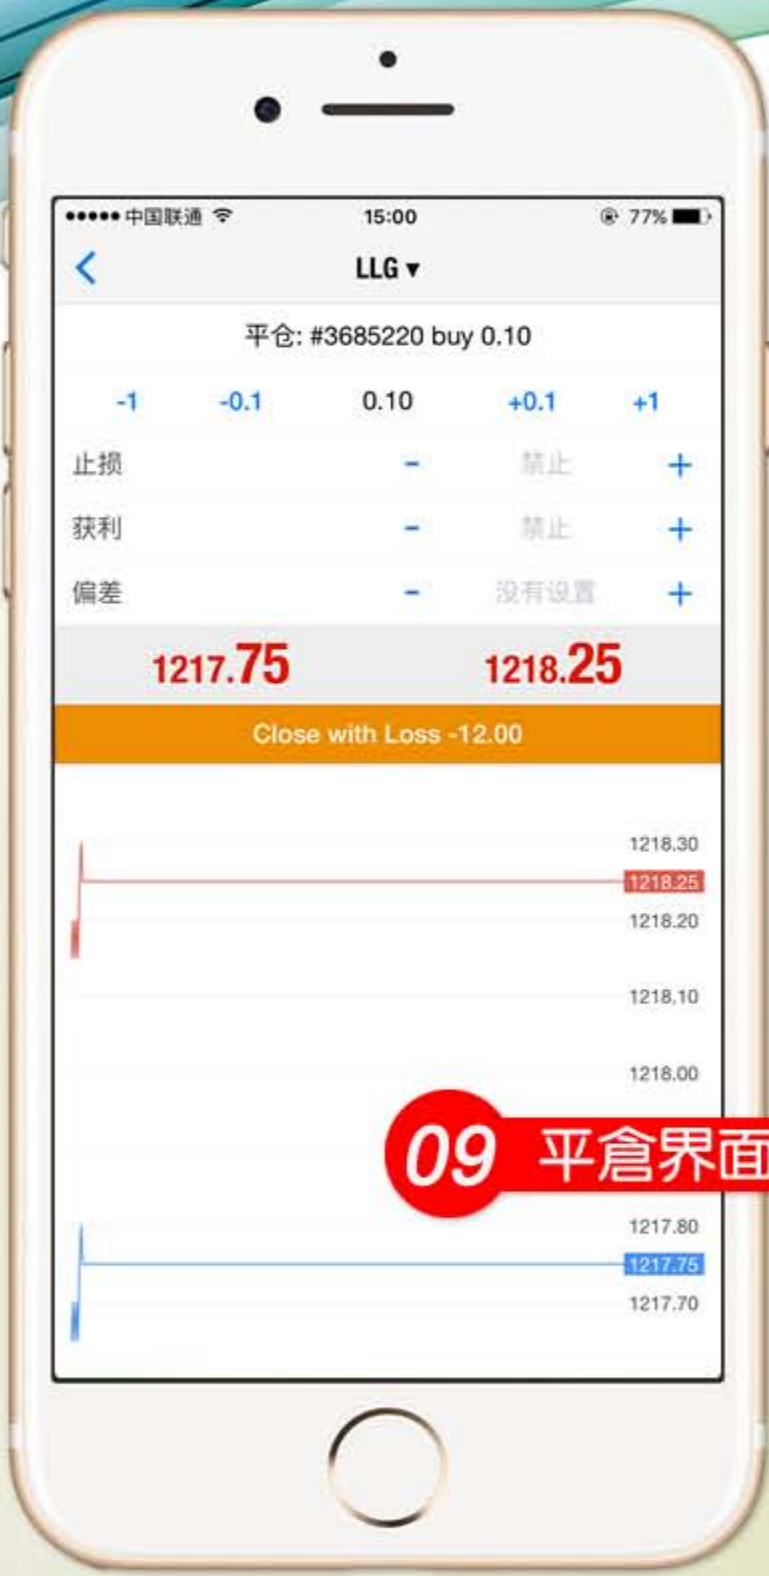 中国联通 15:00 77%
LLG
平仓: #3685220 buy 0.10
-1 -0.1 0.10 +0.1 +1
止损 - 禁止 +
获利 - 禁止 +
偏差 - 没有设置 +
1217.75 1218.25
Close with Loss -12.00
1218.30
1218.25
1218.20
1218.10
1218.00
09 平倉界面
1217.80
1217.75
1217.70